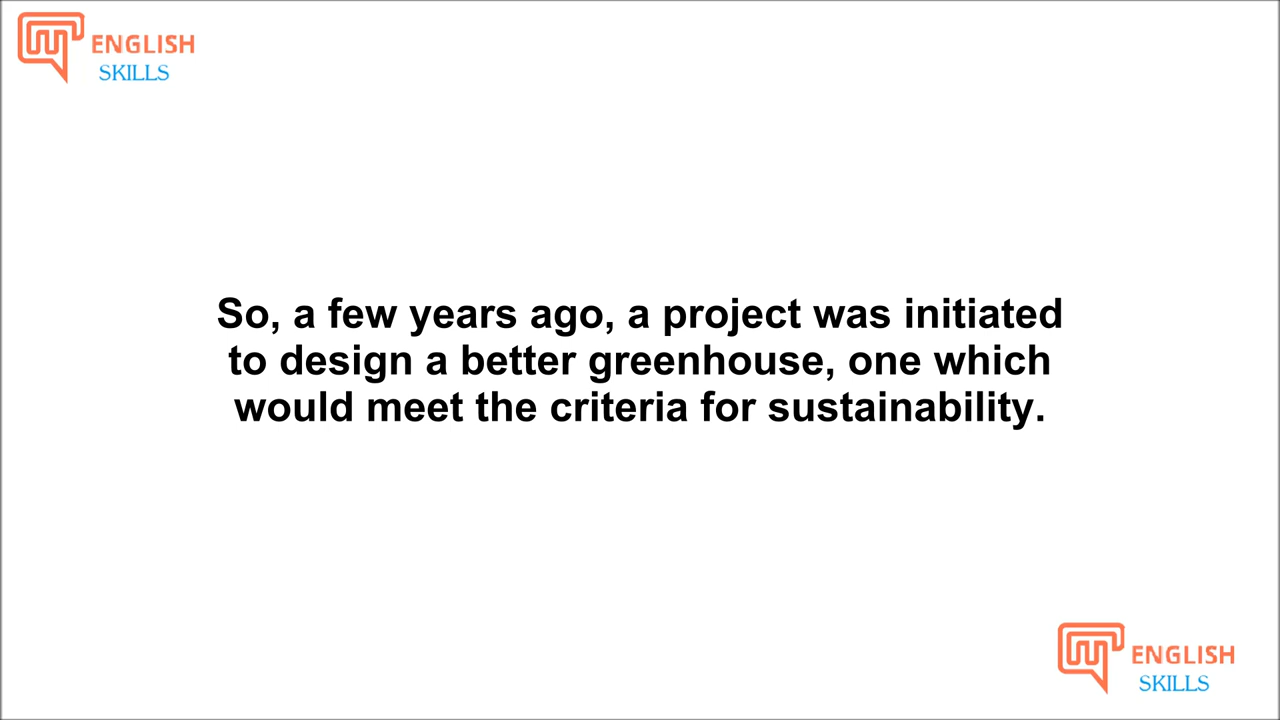 ENGLISH
SKILLS
So, a few years ago, a project was initiated
to design a better greenhouse, one which
would meet the criteria for sustainability.
ENGLISH
SKILLS